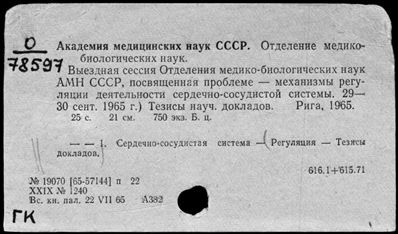 О
78597
Академия медицинских наук СССР. Отделение медико-
биологических наук.
Выездная сессия Отделения медико-биологических наук
АМН СССР, посвященная проблеме — механизмы регу-
ляции деятельности сердечно-сосудистой системы. 29—
30 сент. 1965 г.) Тезисы науч. докладов. Рига, 1965.
25 с. 21 см. 750 экз. Б. ц.
— — 1. Сердечно-сосудистая система — Регуляция — Тезисы
докладов.
616.1+615.71
№ 19070 [65-57144] п 22
XXIX № 1240
Вс. кн. пал. 22 VII 65 А382
ГК